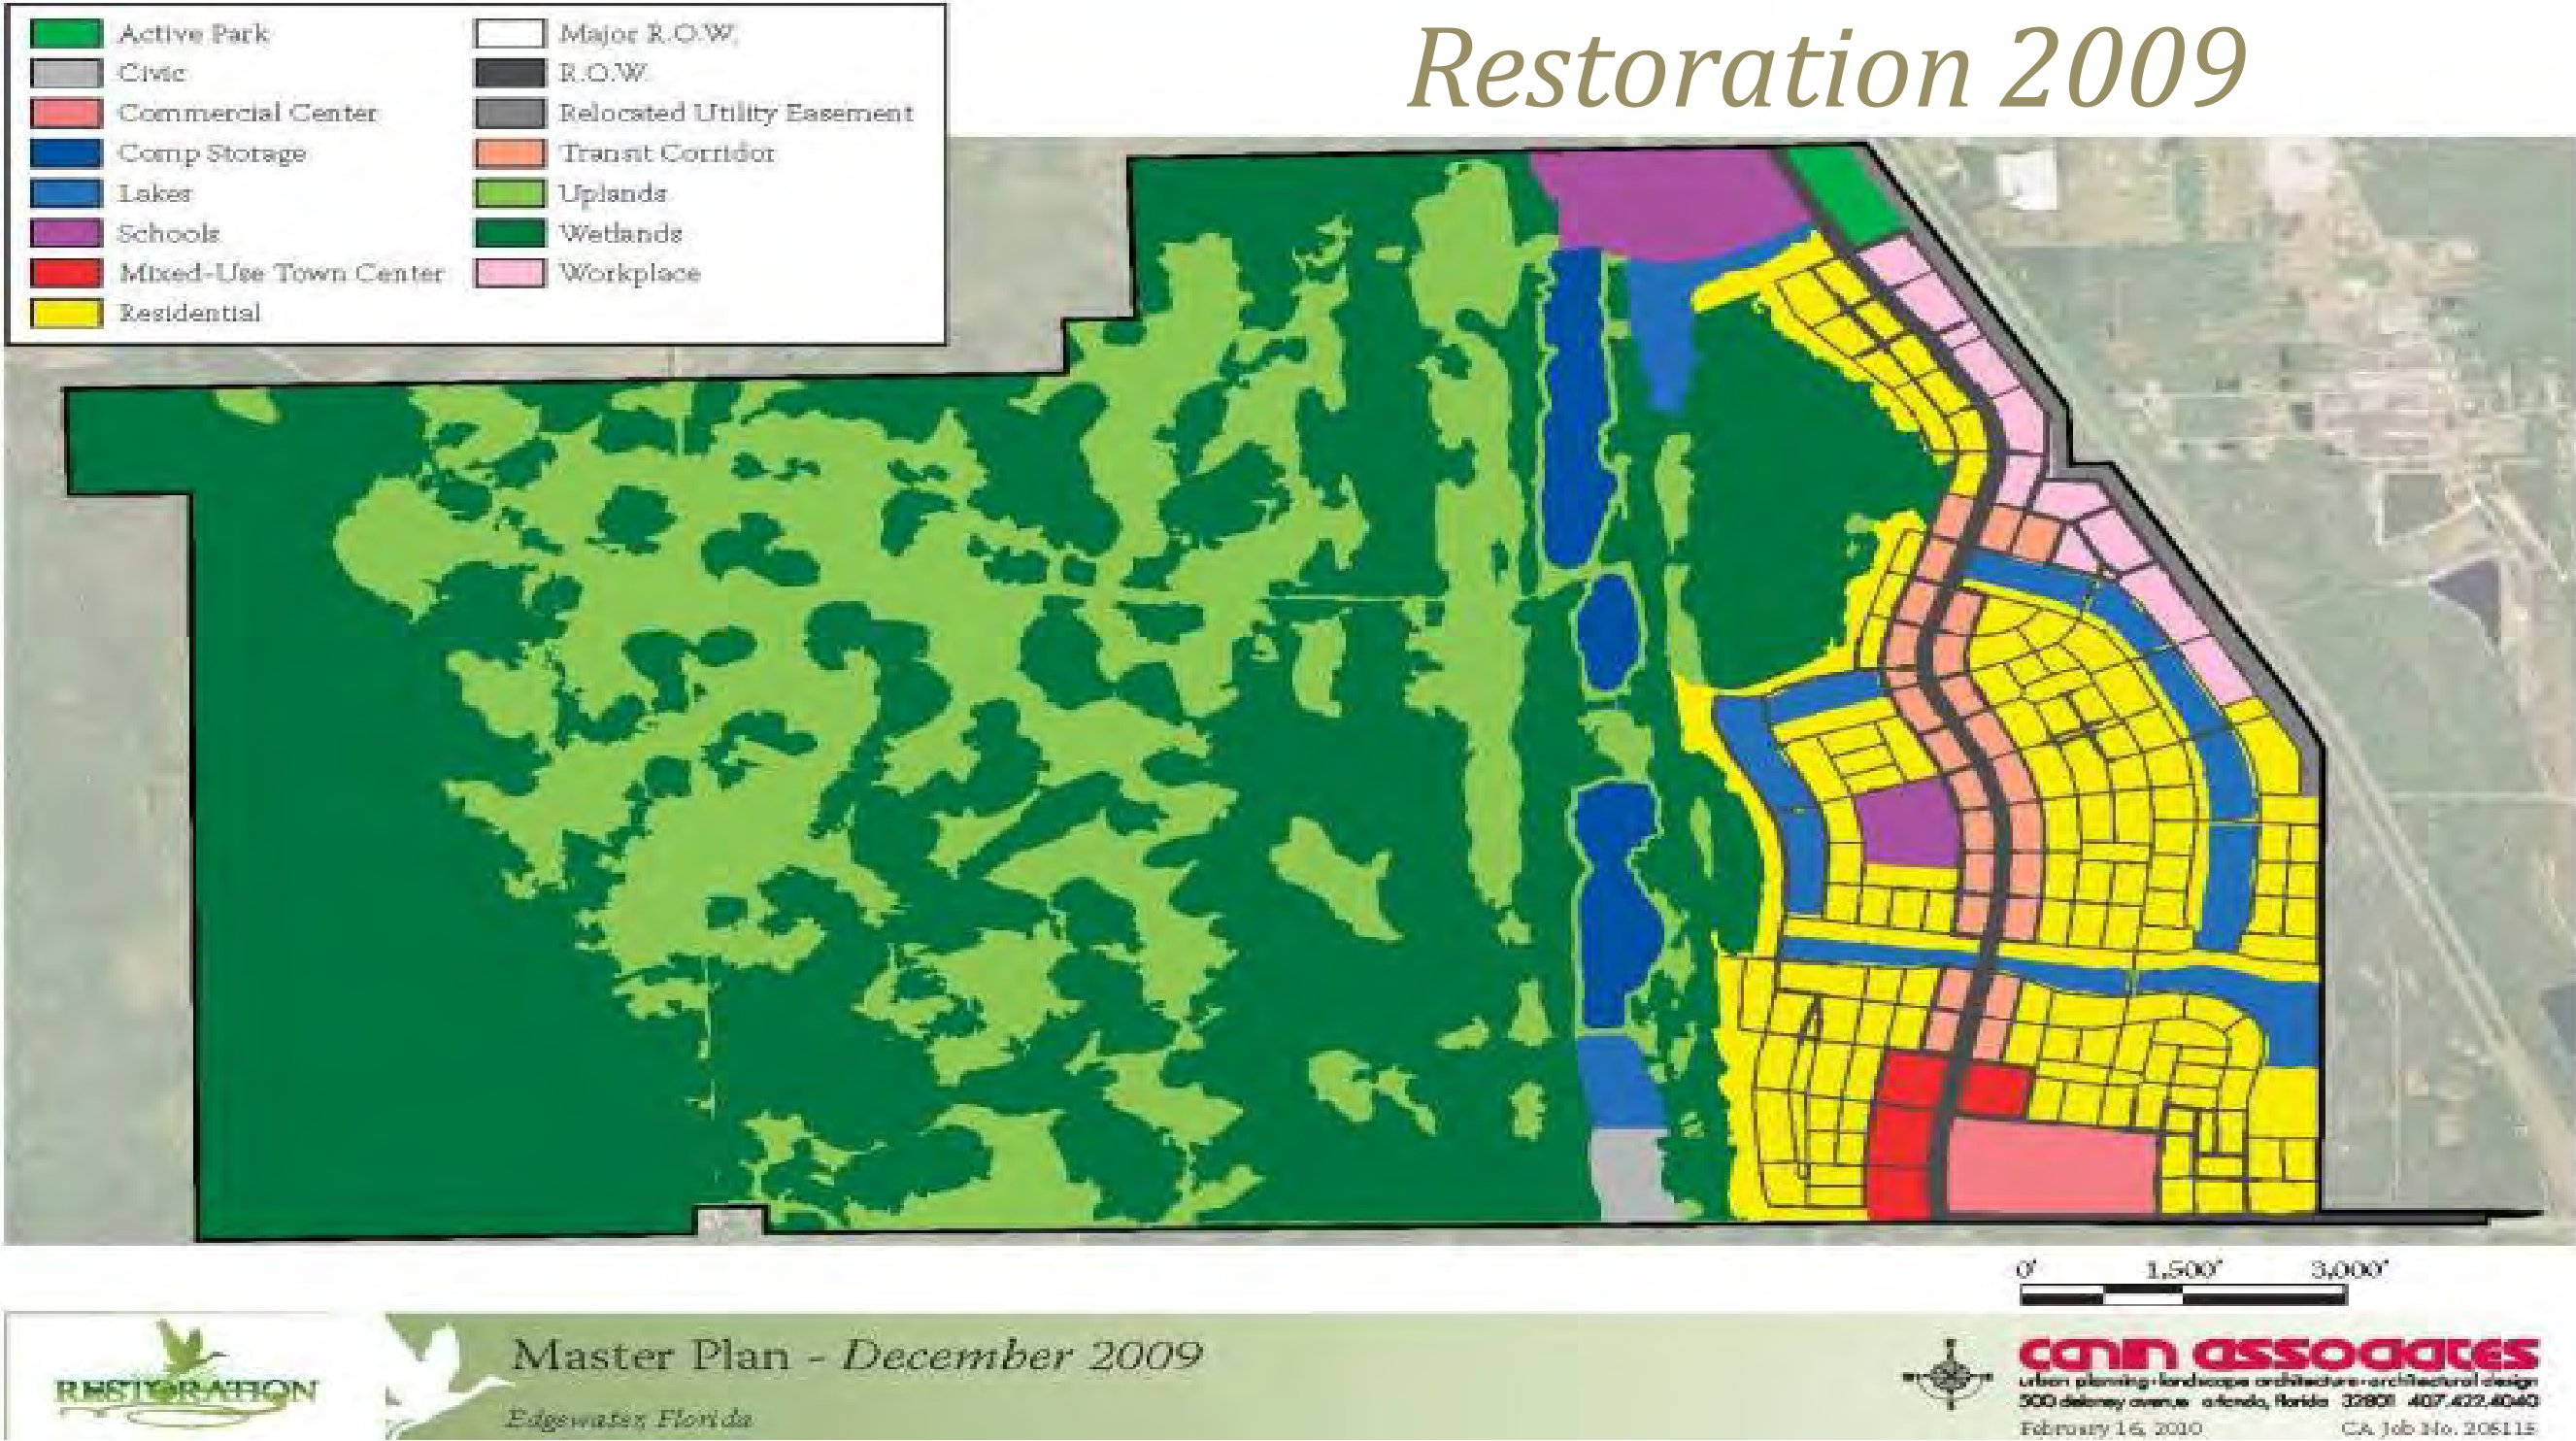 Restoration 2009
Active Park
Civic
Commercial Center
Comp Storage
Lakes
Schools
Mixed-Use Town Center
Residential
Major R.O.W.
R.O.W.
Relocated Utility Easement
Transit Corridor
Uplands
Wetlands
Workplace
0' 1,500' 3,000'
RESTORATION
Master Plan - December 2009
Edgewater, Florida
canin associates
urban planning·landscape architecture·architectural design
500 delaney avenue orlando, florida 32801 407.422.4040
February 16, 2010 CA Job No. 205115